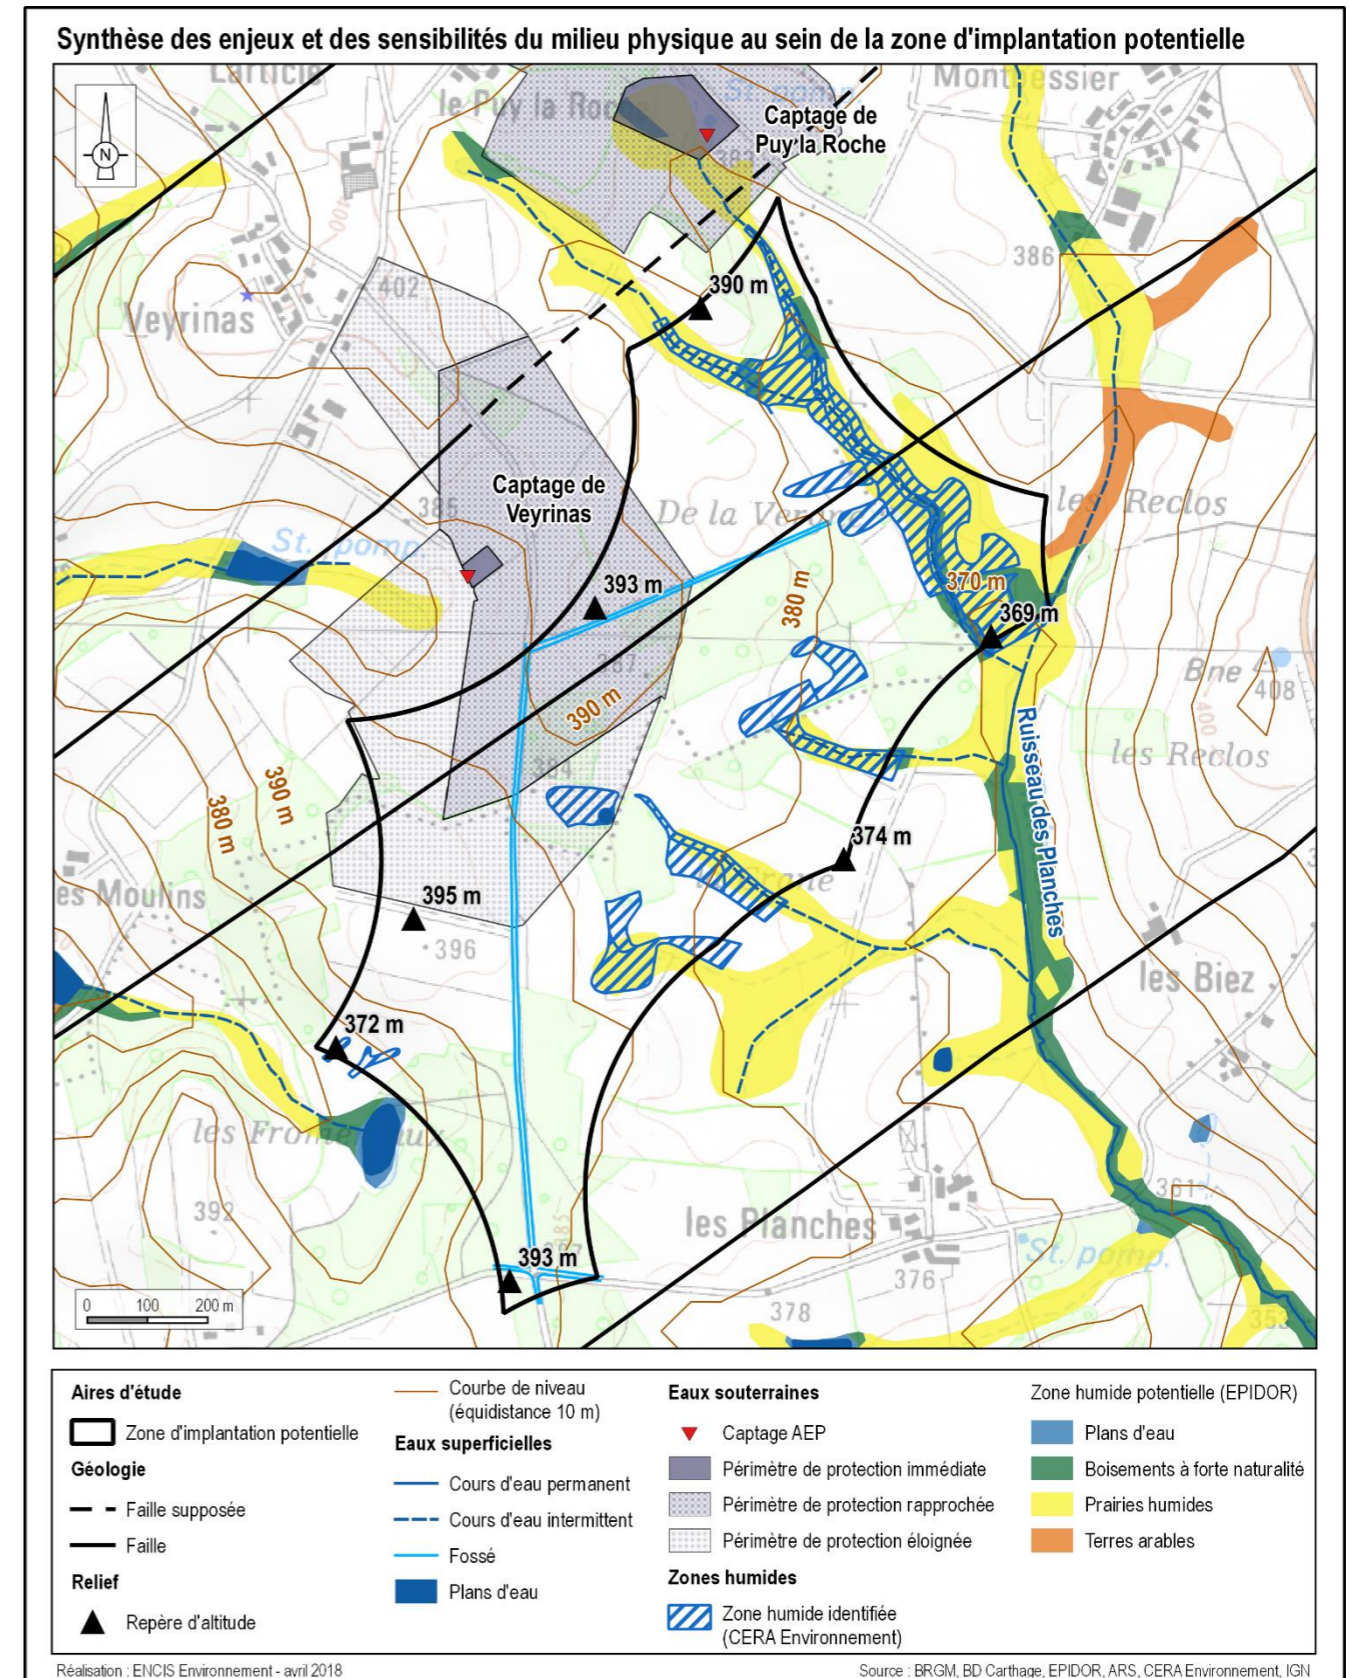 Synthèse des enjeux et des sensibilités du milieu physique au sein de la zone d'implantation potentielle
Larticle
le Puy la Roche
Montbessier
Captage de
Puy la Roche
N
386
402
390 m
Veyrinas
Captage de
Veyrinas
385
De la Vergne
les Reclos
St. pomp.
393 m
380 m
370 m
369 m
387
Bne
408
400
390 m
les Reclos
390 m
380 m
384
Ruisseau des Planches
374 m
es Moulins
395 m
396
les Biez
372 m
les Fromenteaux
392
361
les Planches
St. pomp.
385
393 m
376
378
353
0 100 200 m
Aires d'étude
Zone d'implantation potentielle
Géologie
Faille supposée
Faille
Relief
Repère d'altitude
Courbe de niveau
(équidistance 10 m)
Eaux superficielles
Cours d'eau permanent
Cours d'eau intermittent
Fossé
Plans d'eau
Eaux souterraines
Captage AEP
Périmètre de protection immédiate
Périmètre de protection rapprochée
Périmètre de protection éloignée
Zones humides
Zone humide identifiée
(CERA Environnement)
Zone humide potentielle (EPIDOR)
Plans d'eau
Boisements à forte naturalité
Prairies humides
Terres arables
Réalisation : ENCIS Environnement - avril 2018
Source : BRGM, BD Carthage, EPIDOR, ARS, CERA Environnement, IGN